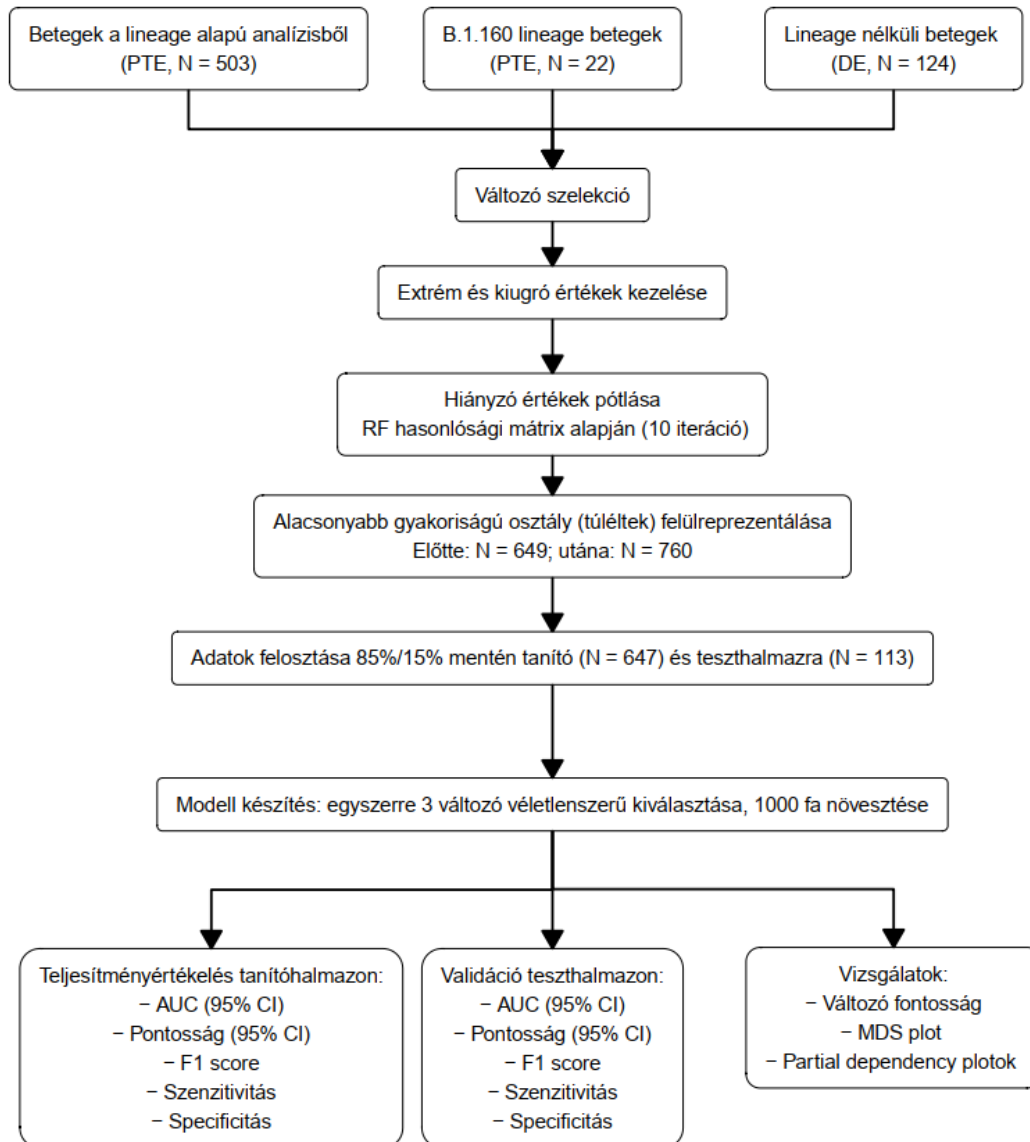 Betegek a lineage alapú analízisből
(PTE, N = 503)
B.1.160 lineage betegek
(PTE, N = 22)
Lineage nélküli betegek
(DE, N = 124)
Változó szelekció
Extrém és kiugró értékek kezelése
Hiányzó értékek pótlása
RF hasonlósági mátrix alapján (10 iteráció)
Alacsonyabb gyakoriságú osztály (túléltek) felülreprezentálása
Előtte: N = 649; utána: N = 760
Adatok felosztása 85%/15% mentén tanító (N = 647) és teszthalmazra (N = 113)
Modell készítés: egyszerre 3 változó véletlenszerű kiválasztása, 1000 fa növesztése
Teljesítményértékelés tanítóhalmazon:
− AUC (95% CI)
− Pontosság (95% CI)
− F1 score
− Szenzitivitás
− Specificitás
Validáció teszthalmazon:
− AUC (95% CI)
− Pontosság (95% CI)
− F1 score
− Szenzitivitás
− Specificitás
Vizsgálatok:
− Változó fontosság
− MDS plot
− Partial dependency plotok